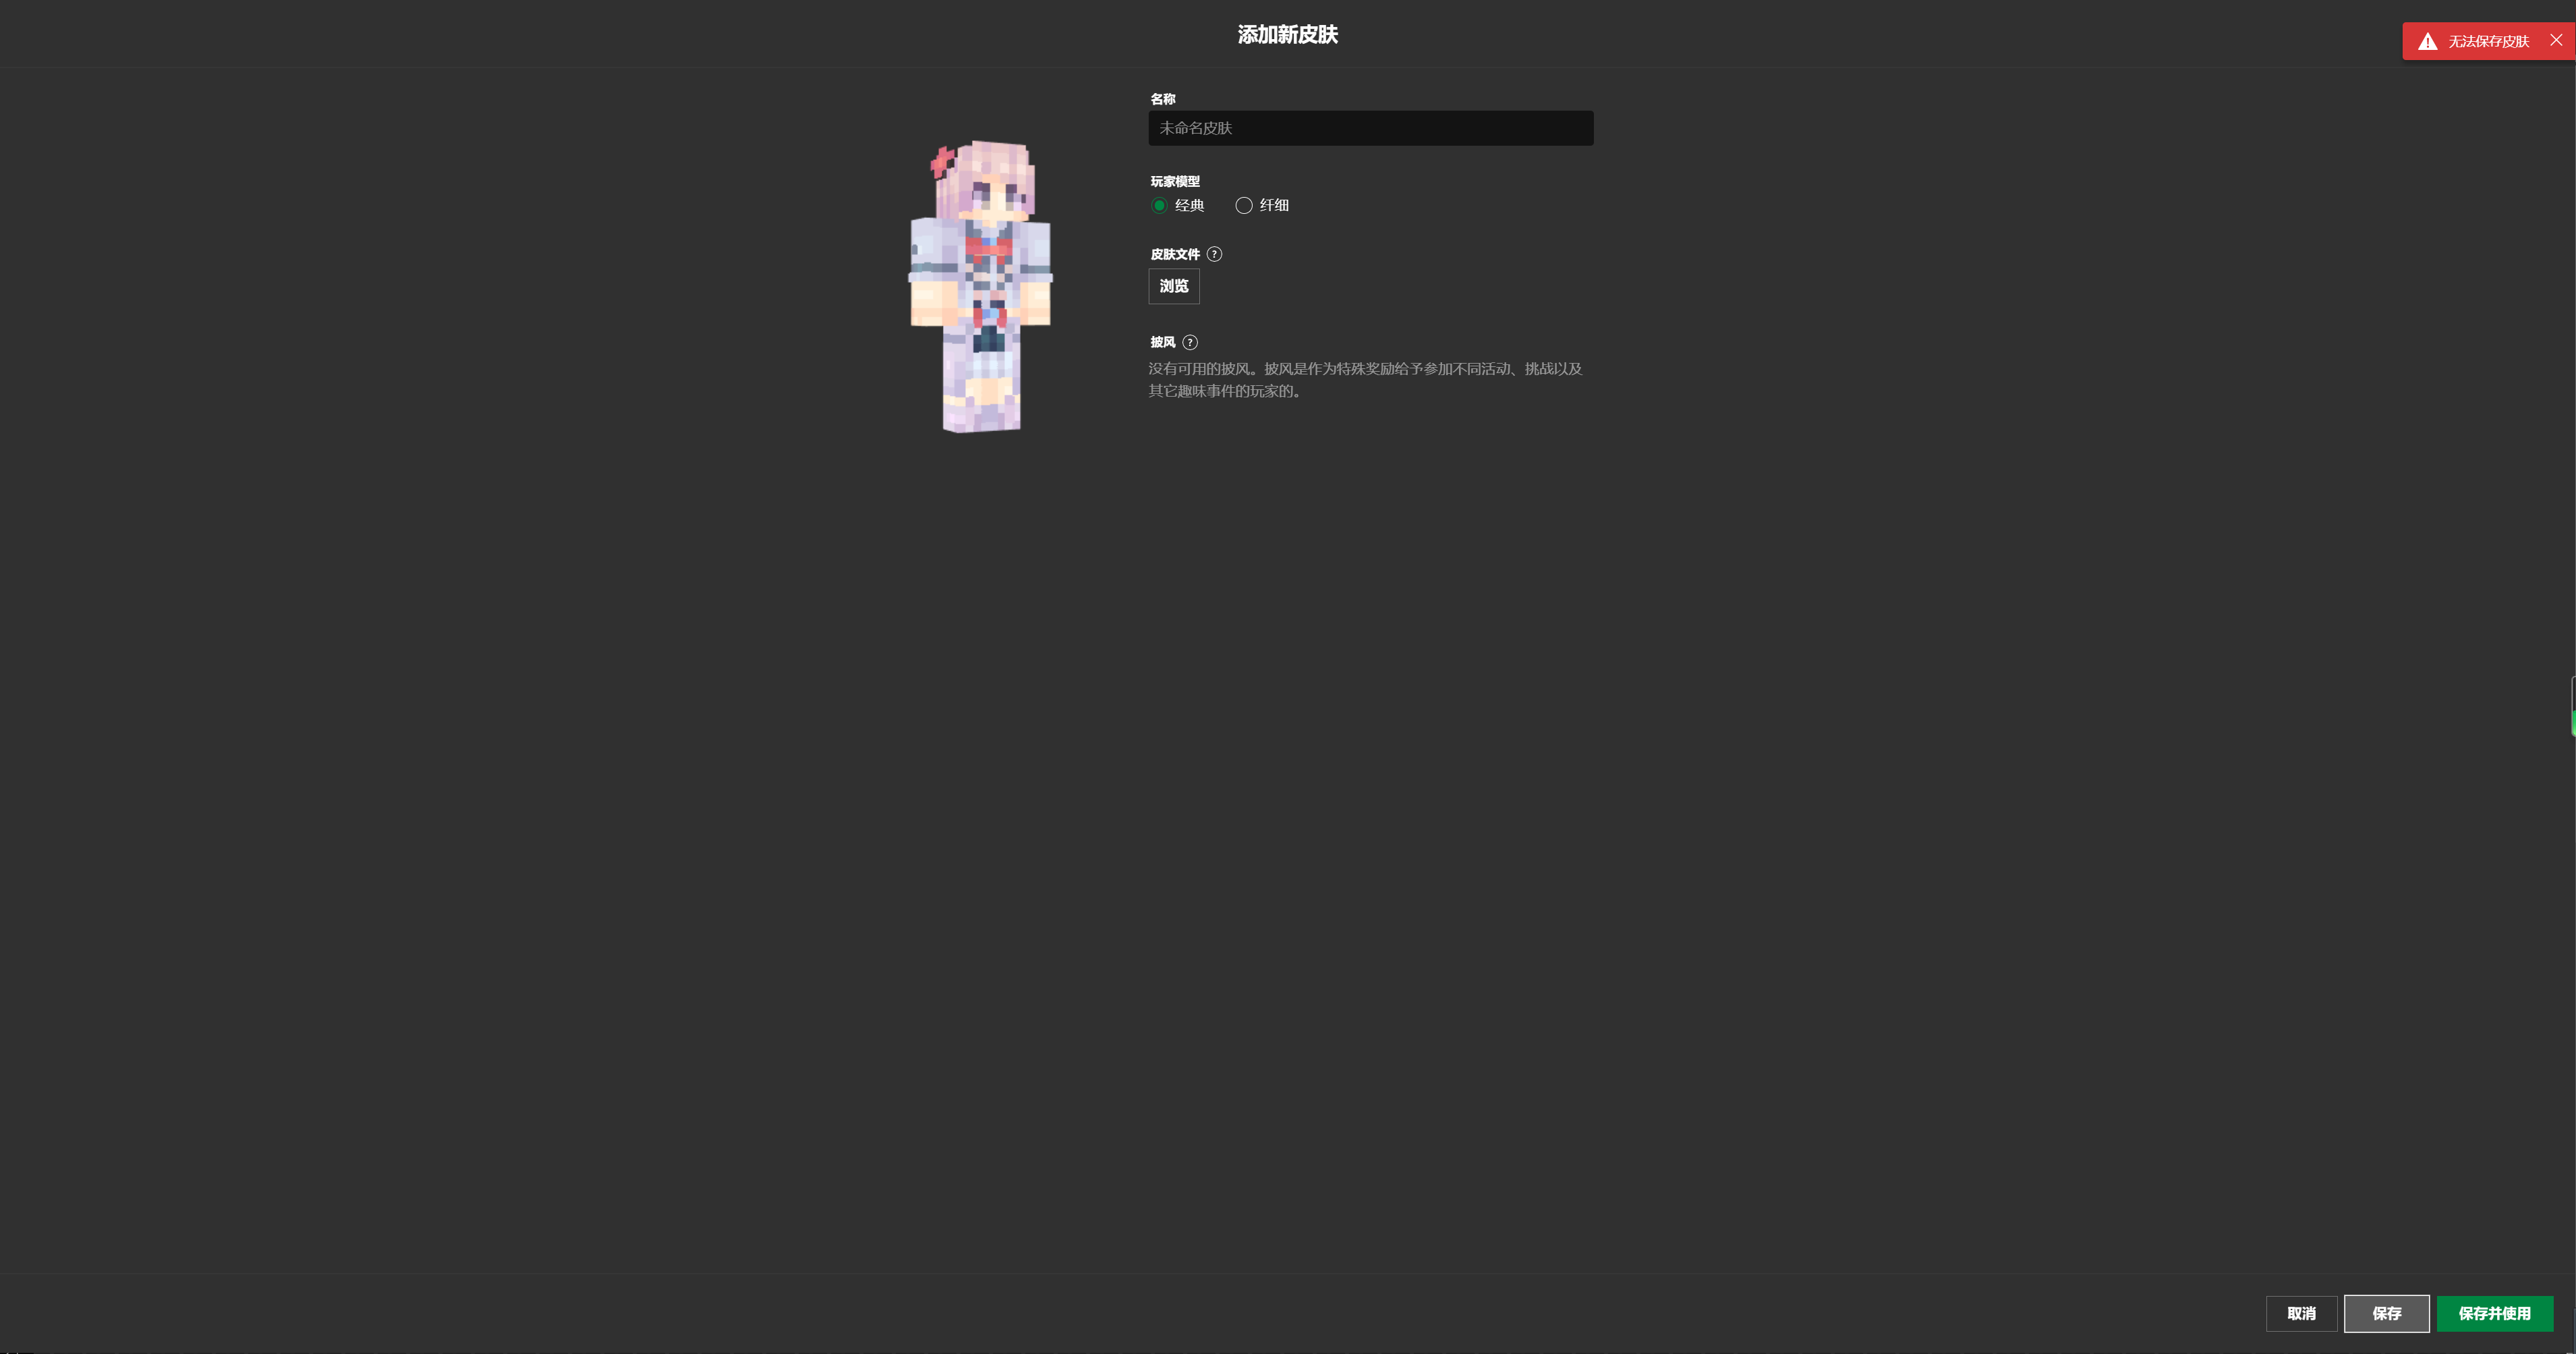 添加新皮肤
无法保存皮肤
名称
未命名皮肤
玩家模型
经典 纤细
皮肤文件 ?
浏览
披风 ?
没有可用的披风。披风是作为特殊奖励给予参加不同活动、挑战以及
其它趣味事件的玩家的。
取消 保存 保存并使用